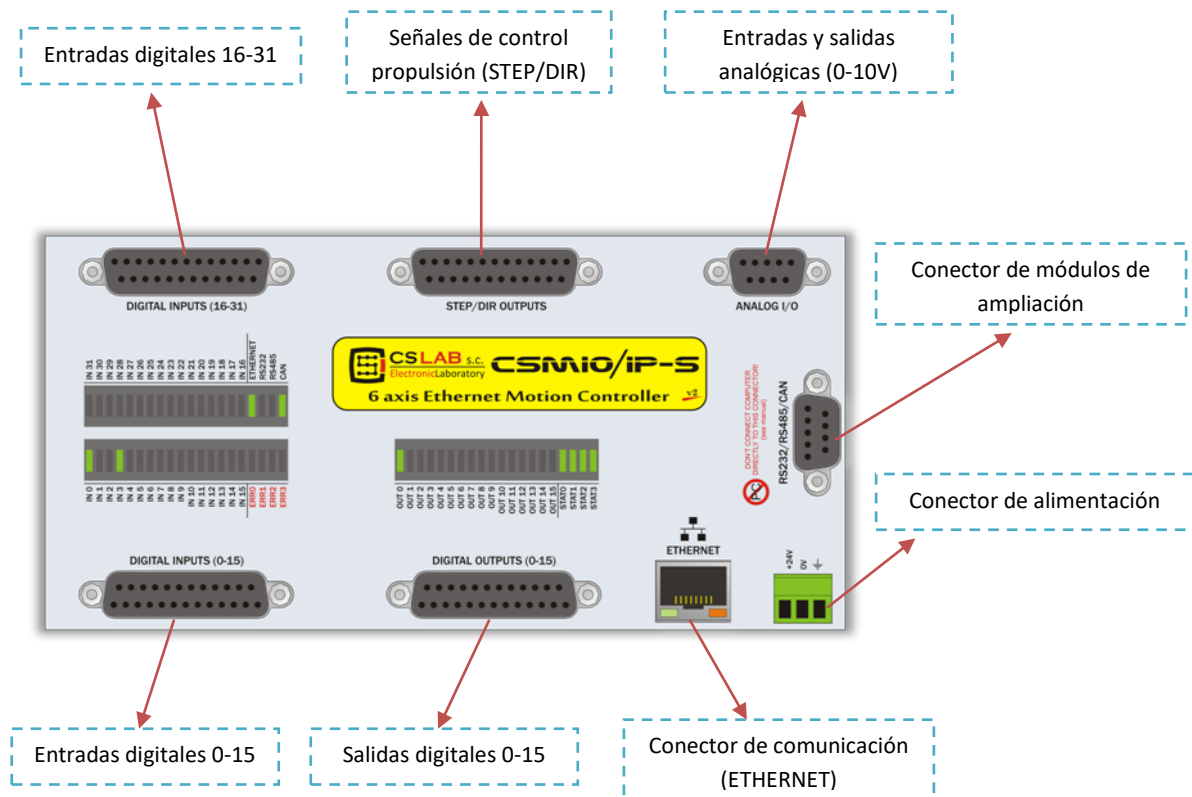 Entradas digitales 16-31
Señales de control
propulsión (STEP/DIR)
Entradas y salidas
analógicas (0-10V)
DIGITAL INPUTS (16-31)
STEP/DIR OUTPUTS
ANALOG I/O
Conector de módulos de
ampliación
IN 31
IN 30
IN 29
IN 28
IN 27
IN 26
IN 25
IN 24
IN 23
IN 22
IN 21
IN 20
IN 19
IN 18
IN 17
IN 16
ETHERNET
RS232
RS485
CAN
CSLAB s.c.
ElectronicLaboratory
CSMIO/IP-S
6 axis Ethernet Motion Controller v2
DON'T CONNECT COMPUTER
DIRECTLY TO THIS CONNECTOR!
(see manual)
PC
RS232/RS485/CAN
IN 0
IN 1
IN 2
IN 3
IN 4
IN 5
IN 6
IN 7
IN 8
IN 9
IN 10
IN 11
IN 12
IN 13
IN 14
IN 15
ERR0
ERR1
ERR2
ERR3
OUT 0
OUT 1
OUT 2
OUT 3
OUT 4
OUT 5
OUT 6
OUT 7
OUT 8
OUT 9
OUT 10
OUT 11
OUT 12
OUT 13
OUT 14
OUT 15
STAT0
STAT1
STAT2
STAT3
Conector de alimentación
DIGITAL INPUTS (0-15)
DIGITAL OUTPUTS (0-15)
ETHERNET
+24V
0V
Entradas digitales 0-15
Salidas digitales 0-15
Conector de comunicación
(ETHERNET)